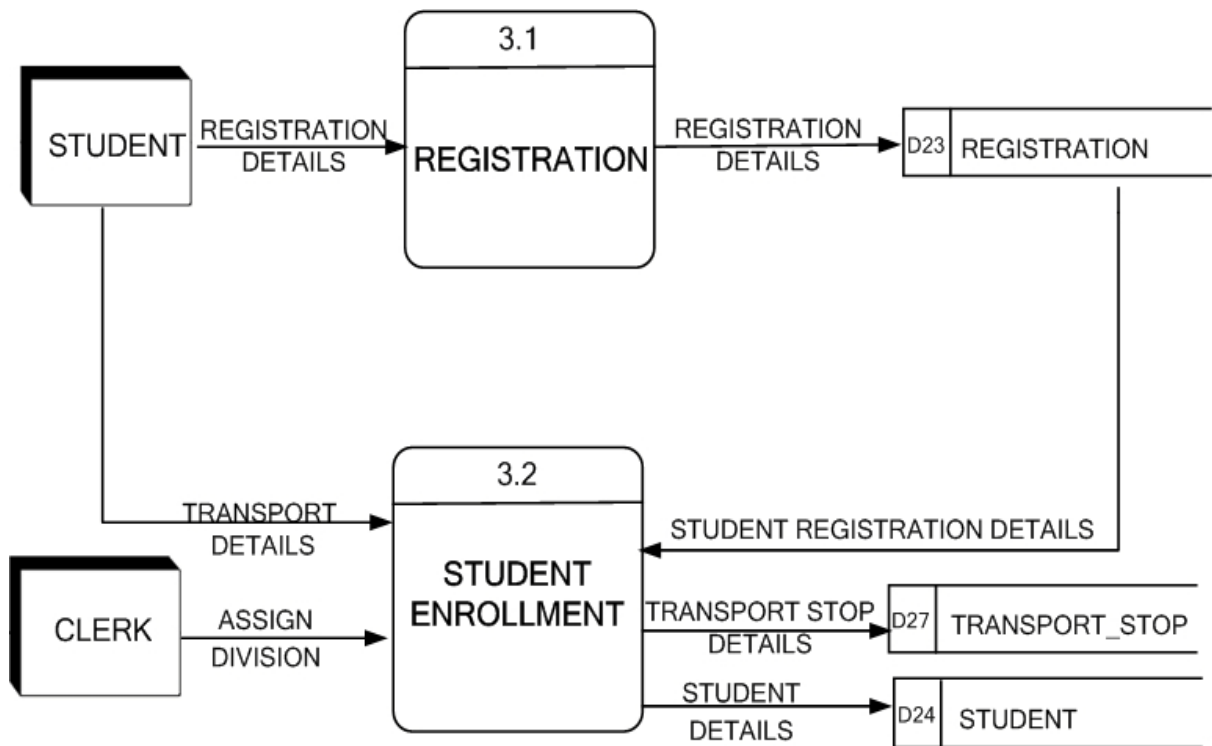 3.1
STUDENT
REGISTRATION
DETAILS
REGISTRATION
REGISTRATION
DETAILS
D23
REGISTRATION
3.2
TRANSPORT
DETAILS
STUDENT REGISTRATION DETAILS
STUDENT
ENROLLMENT
CLERK
ASSIGN
DIVISION
TRANSPORT STOP
DETAILS
D27
TRANSPORT_STOP
STUDENT
DETAILS
D24
STUDENT